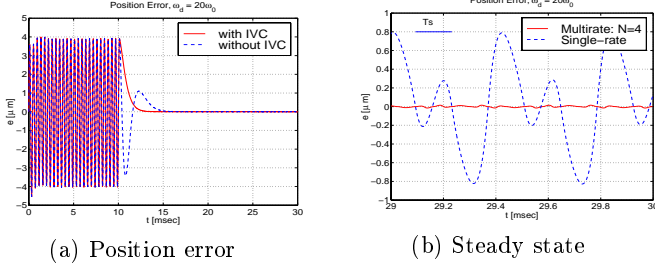 Position Error, ω_d = 20ω_0
with IVC
without IVC
e [μ m]
5
4
3
2
1
0
−1
−2
−3
−4
−5
0
5
10
15
20
25
30
t [msec]
(a) Position error
Position Error, ω_d = 20ω_0
Ts
Multirate: N=4
Single−rate
e [μ m]
1
0.8
0.6
0.4
0.2
0
−0.2
−0.4
−0.6
−0.8
−1
29
29.2
29.4
29.6
29.8
30
t [msec]
(b) Steady state